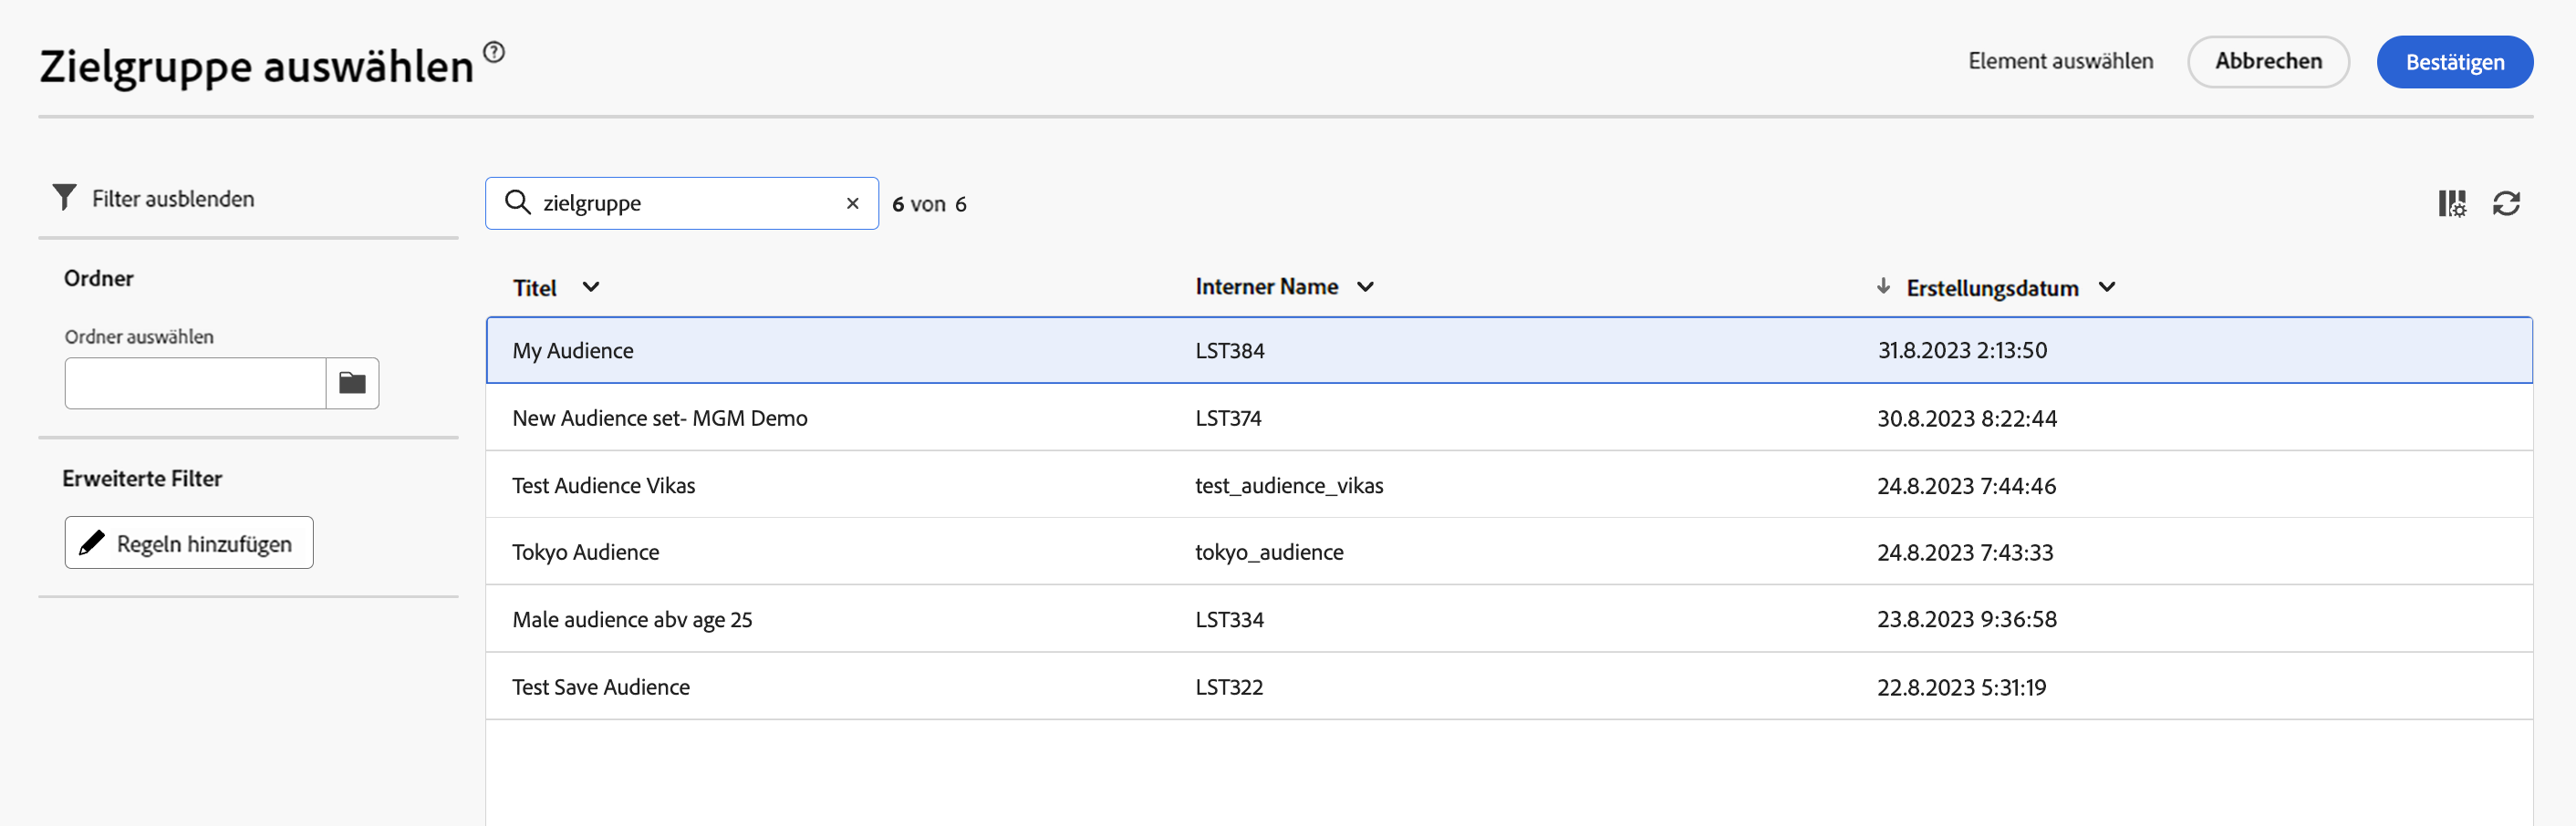 Zielgruppe auswählen
Element auswählen
Abbrechen
Bestätigen
Filter ausblenden
zielgruppe
6 von 6
Ordner
Ordner auswählen
Erweiterte Filter
Regeln hinzufügen
Titel Interner Name Erstellungsdatum
My Audience LST384 31.8.2023 2:13:50
New Audience set- MGM Demo LST374 30.8.2023 8:22:44
Test Audience Vikas test_audience_vikas 24.8.2023 7:44:46
Tokyo Audience tokyo_audience 24.8.2023 7:43:33
Male audience abv age 25 LST334 23.8.2023 9:36:58
Test Save Audience LST322 22.8.2023 5:31:19